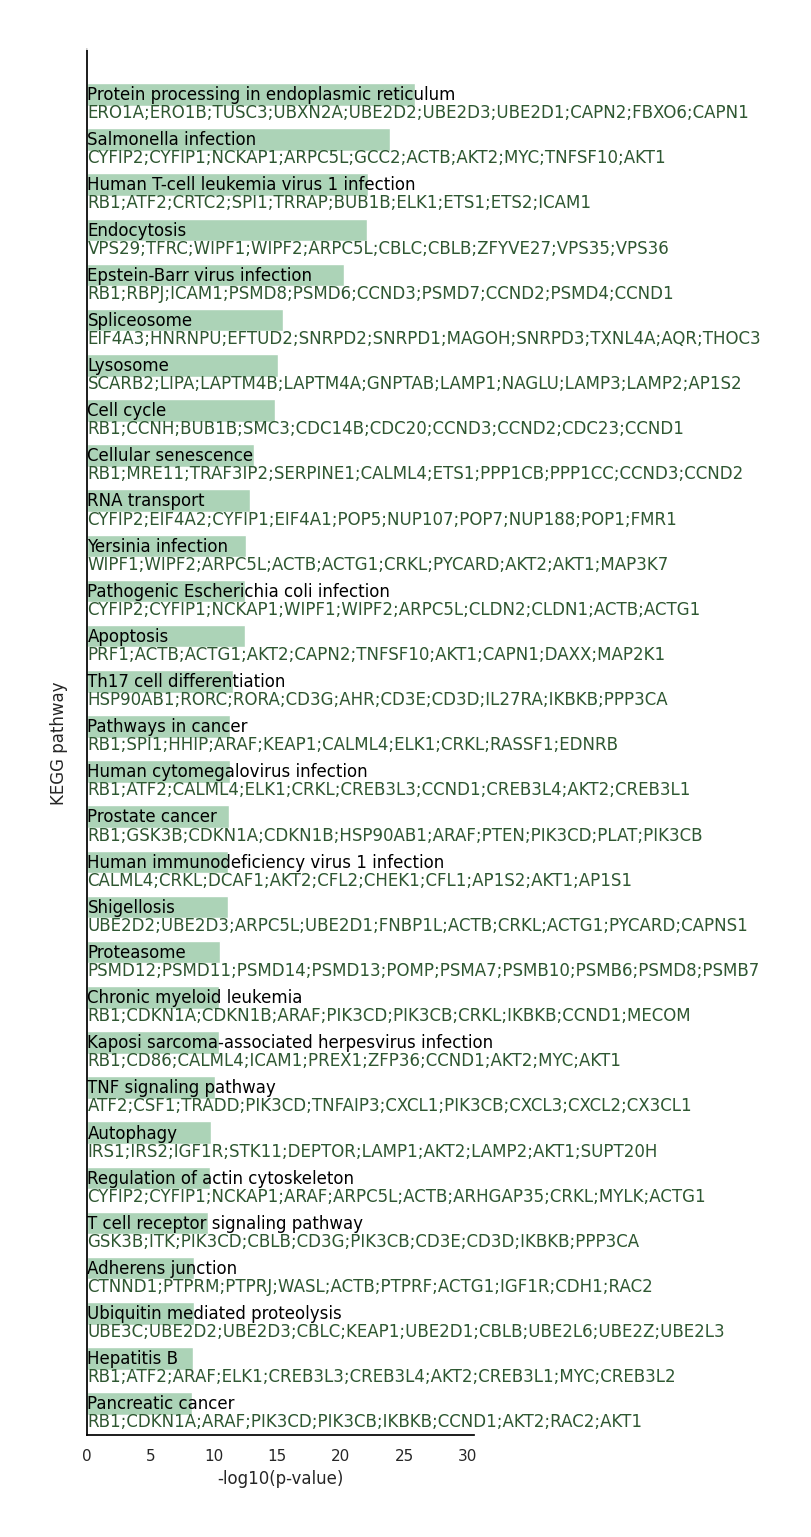 Protein processing in endoplasmic reticulum
ERO1A;ERO1B;TUSC3;UBXN2A;UBE2D2;UBE2D3;UBE2D1;CAPN2;FBXO6;CAPN1
Salmonella infection
CYFIP2;CYFIP1;NCKAP1;ARPC5L;GCC2;ACTB;AKT2;MYC;TNFSF10;AKT1
Human T-cell leukemia virus 1 infection
RB1;ATF2;CRTC2;SPI1;TRRAP;BUB1B;ELK1;ETS1;ETS2;ICAM1
Endocytosis
VPS29;TFRC;WIPF1;WIPF2;ARPC5L;CBLC;CBLB;ZFYVE27;VPS35;VPS36
Epstein-Barr virus infection
RB1;RBPJ;ICAM1;PSMD8;PSMD6;CCND3;PSMD7;CCND2;PSMD4;CCND1
Spliceosome
EIF4A3;HNRNPU;EFTUD2;SNRPD2;SNRPD1;MAGOH;SNRPD3;TXNL4A;AQR;THOC3
Lysosome
SCARB2;LIPA;LAPTM4B;LAPTM4A;GNPTAB;LAMP1;NAGLU;LAMP3;LAMP2;AP1S2
Cell cycle
RB1;CCNH;BUB1B;SMC3;CDC14B;CDC20;CCND3;CCND2;CDC23;CCND1
Cellular senescence
RB1;MRE11;TRAF3IP2;SERPINE1;CALML4;ETS1;PPP1CB;PPP1CC;CCND3;CCND2
RNA transport
CYFIP2;EIF4A2;CYFIP1;EIF4A1;POP5;NUP107;POP7;NUP188;POP1;FMR1
Yersinia infection
WIPF1;WIPF2;ARPC5L;ACTB;ACTG1;CRKL;PYCARD;AKT2;AKT1;MAP3K7
Pathogenic Escherichia coli infection
CYFIP2;CYFIP1;NCKAP1;WIPF1;WIPF2;ARPC5L;CLDN2;CLDN1;ACTB;ACTG1
Apoptosis
PRF1;ACTB;ACTG1;AKT2;CAPN2;TNFSF10;AKT1;CAPN1;DAXX;MAP2K1
Th17 cell differentiation
HSP90AB1;RORC;RORA;CD3G;AHR;CD3E;CD3D;IL27RA;IKBKB;PPP3CA
Pathways in cancer
RB1;SPI1;HHIP;ARAF;KEAP1;CALML4;ELK1;CRKL;RASSF1;EDNRB
Human cytomegalovirus infection
RB1;ATF2;CALML4;ELK1;CRKL;CREB3L3;CCND1;CREB3L4;AKT2;CREB3L1
Prostate cancer
RB1;GSK3B;CDKN1A;CDKN1B;HSP90AB1;ARAF;PTEN;PIK3CD;PLAT;PIK3CB
Human immunodeficiency virus 1 infection
CALML4;CRKL;DCAF1;AKT2;CFL2;CHEK1;CFL1;AP1S2;AKT1;AP1S1
Shigellosis
UBE2D2;UBE2D3;ARPC5L;UBE2D1;FNBP1L;ACTB;CRKL;ACTG1;PYCARD;CAPNS1
Proteasome
PSMD12;PSMD11;PSMD14;PSMD13;POMP;PSMA7;PSMB10;PSMB6;PSMD8;PSMB7
Chronic myeloid leukemia
RB1;CDKN1A;CDKN1B;ARAF;PIK3CD;PIK3CB;CRKL;IKBKB;CCND1;MECOM
Kaposi sarcoma-associated herpesvirus infection
RB1;CD86;CALML4;ICAM1;PREX1;ZFP36;CCND1;AKT2;MYC;AKT1
TNF signaling pathway
ATF2;CSF1;TRADD;PIK3CD;TNFAIP3;CXCL1;PIK3CB;CXCL3;CXCL2;CX3CL1
Autophagy
IRS1;IRS2;IGF1R;STK11;DEPTOR;LAMP1;AKT2;LAMP2;AKT1;SUPT20H
Regulation of actin cytoskeleton
CYFIP2;CYFIP1;NCKAP1;ARAF;ARPC5L;ACTB;ARHGAP35;CRKL;MYLK;ACTG1
T cell receptor signaling pathway
GSK3B;ITK;PIK3CD;CBLB;CD3G;PIK3CB;CD3E;CD3D;IKBKB;PPP3CA
Adherens junction
CTNND1;PTPRM;PTPRJ;WASL;ACTB;PTPRF;ACTG1;IGF1R;CDH1;RAC2
Ubiquitin mediated proteolysis
UBE3C;UBE2D2;UBE2D3;CBLC;KEAP1;UBE2D1;CBLB;UBE2L6;UBE2Z;UBE2L3
Hepatitis B
RB1;ATF2;ARAF;ELK1;CREB3L3;CREB3L4;AKT2;CREB3L1;MYC;CREB3L2
Pancreatic cancer
RB1;CDKN1A;ARAF;PIK3CD;PIK3CB;IKBKB;CCND1;AKT2;RAC2;AKT1
KEGG pathway
0 5 10 15 20 25 30
-log10(p-value)